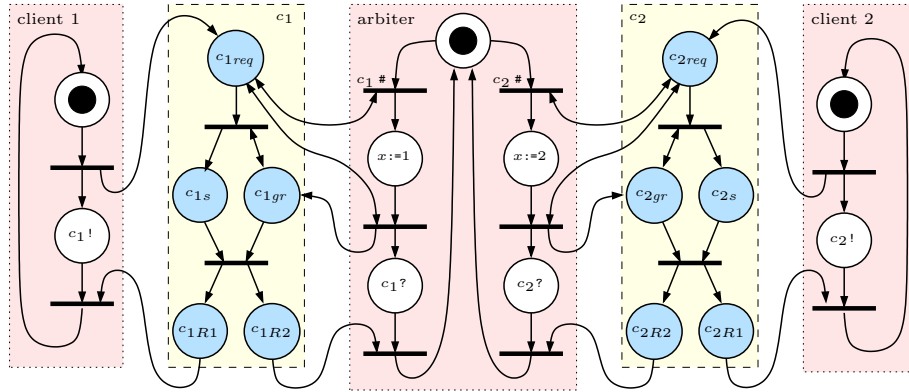 client 1
c1
arbiter
c2
client 2
c1req
c2req
c1#
c2#
x:=1
x:=2
c1s
c1gr
c2gr
c2s
c1!
c2!
c1?
c2?
c1R1
c1R2
c2R2
c2R1